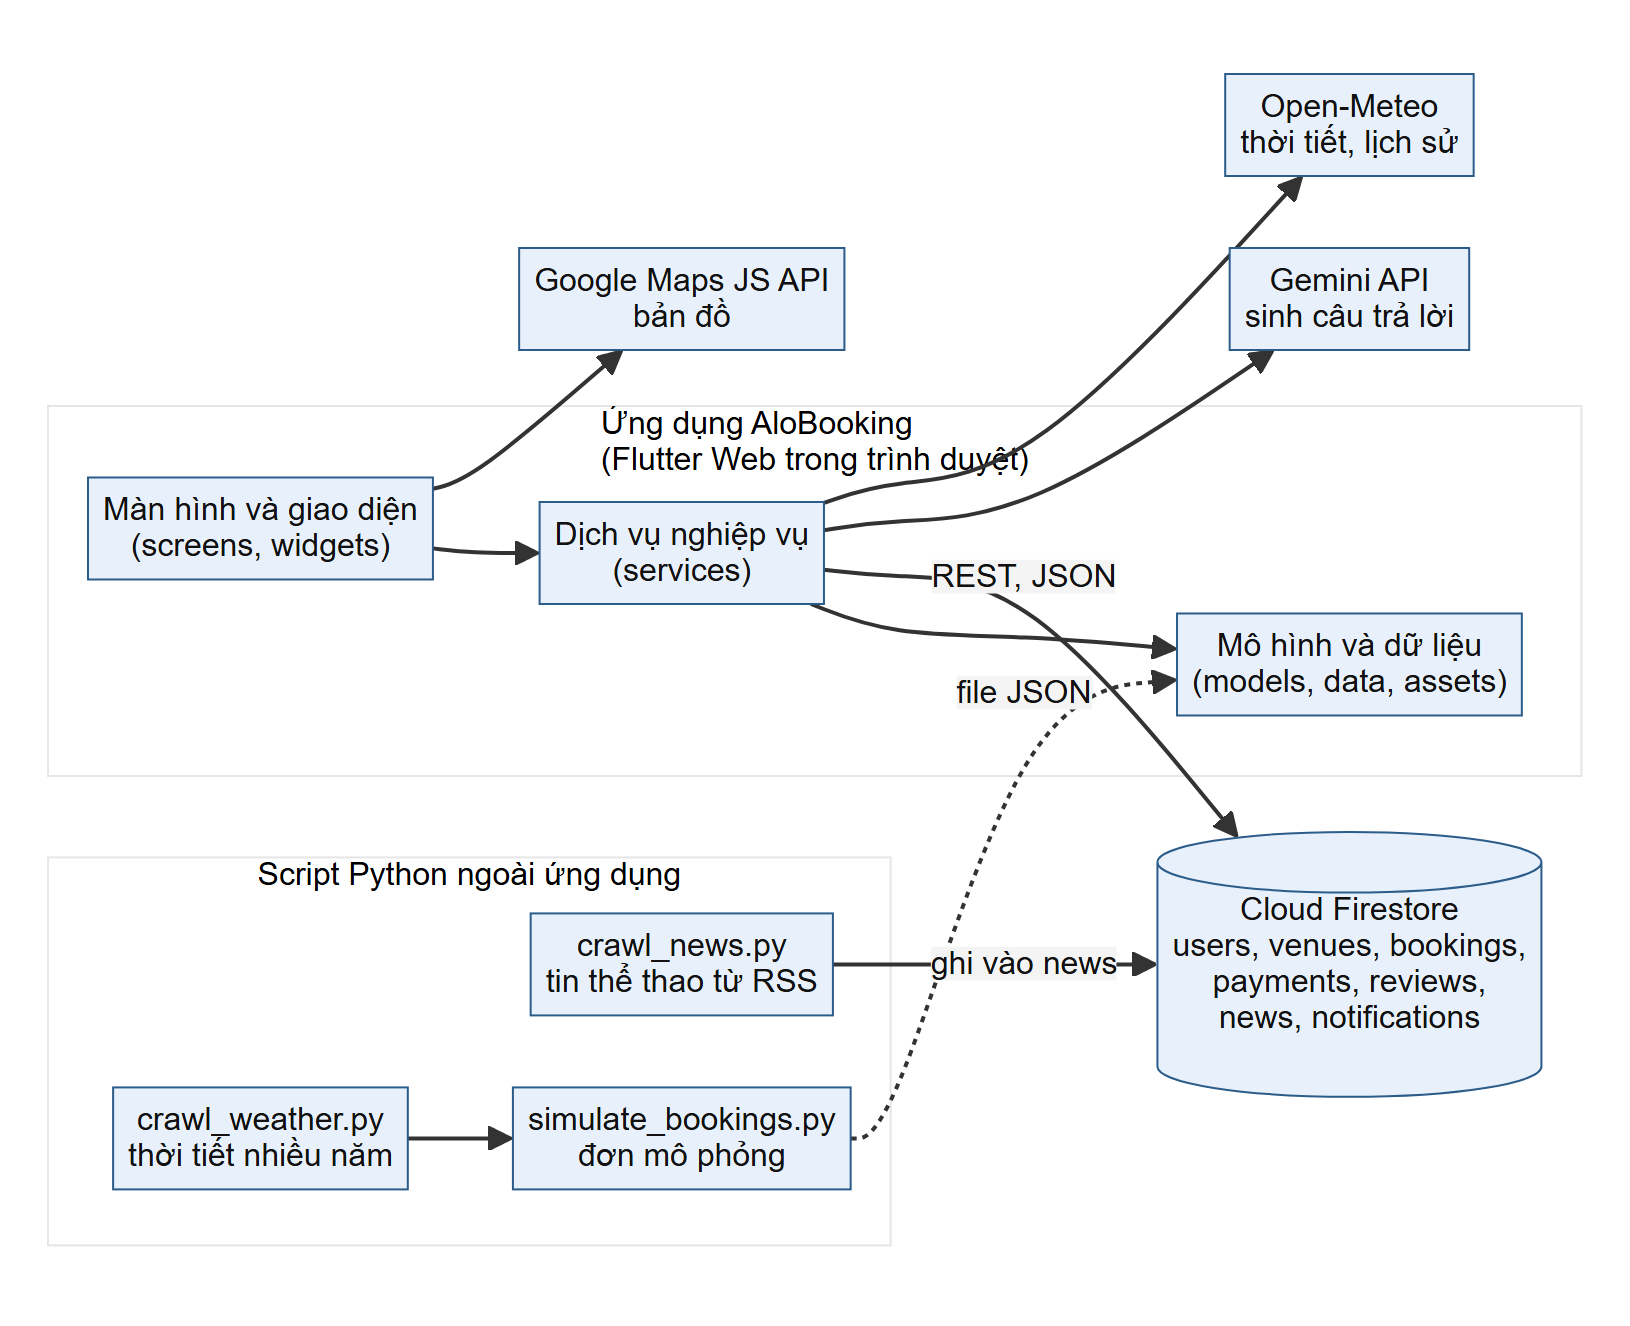 Open-Meteo
thời tiết, lịch sử
Google Maps JS API
bản đồ
Gemini API
sinh câu trả lời
Ứng dụng AloBooking
(Flutter Web trong trình duyệt)
Màn hình và giao diện
(screens, widgets)
Dịch vụ nghiệp vụ
(services)
REST, JSON
Mô hình và dữ liệu
(models, data, assets)
file JSON
Script Python ngoài ứng dụng
crawl_news.py
tin thể thao từ RSS
ghi vào news
Cloud Firestore
users, venues, bookings,
payments, reviews,
news, notifications
crawl_weather.py
thời tiết nhiều năm
simulate_bookings.py
đơn mô phỏng